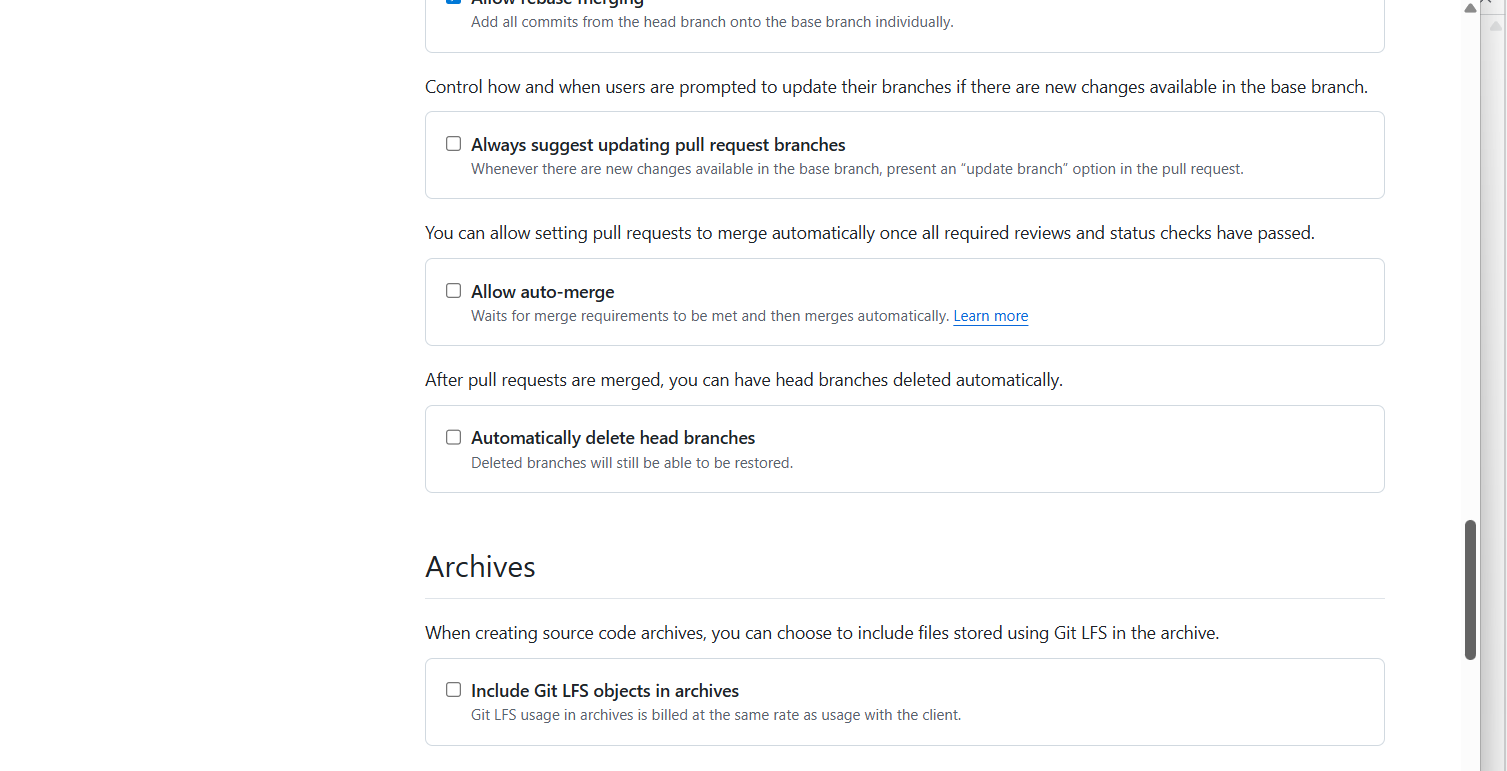 Allow rebase merging
Add all commits from the head branch onto the base branch individually.
Control how and when users are prompted to update their branches if there are new changes available in the base branch.
Always suggest updating pull request branches
Whenever there are new changes available in the base branch, present an “update branch” option in the pull request.
You can allow setting pull requests to merge automatically once all required reviews and status checks have passed.
Allow auto-merge
Waits for merge requirements to be met and then merges automatically. Learn more
After pull requests are merged, you can have head branches deleted automatically.
Automatically delete head branches
Deleted branches will still be able to be restored.
Archives
When creating source code archives, you can choose to include files stored using Git LFS in the archive.
Include Git LFS objects in archives
Git LFS usage in archives is billed at the same rate as usage with the client.